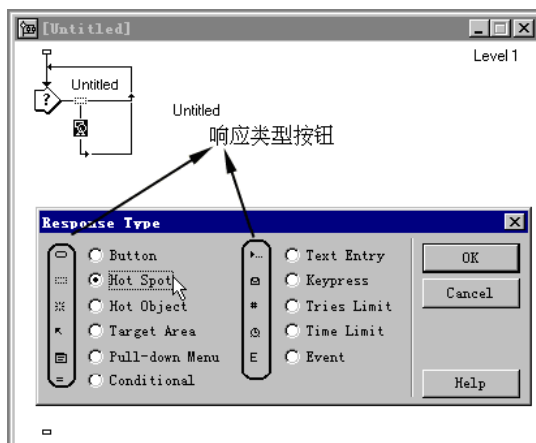 [Untitled]
Level 1
Untitled
?
Untitled
响应类型按钮
Response Type
Button
Hot Spot
Hot Object
Target Area
Pull-down Menu
= Conditional
Text Entry
Keypress
# Tries Limit
Time Limit
E Event
OK
Cancel
Help